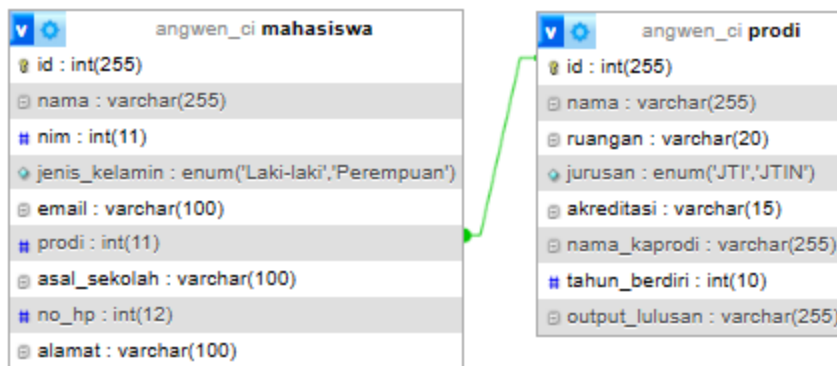 angwen_ci mahasiswa
id : int(255)
nama : varchar(255)
nim : int(11)
jenis_kelamin : enum('Laki-laki','Perempuan')
email : varchar(100)
prodi : int(11)
asal_sekolah : varchar(100)
no_hp : int(12)
alamat : varchar(100)
angwen_ci prodi
id : int(255)
nama : varchar(255)
ruangan : varchar(20)
jurusan : enum('JTI','JTIN')
akreditasi : varchar(15)
nama_kaprodi : varchar(255)
tahun_berdiri : int(10)
output_lulusan : varchar(255)